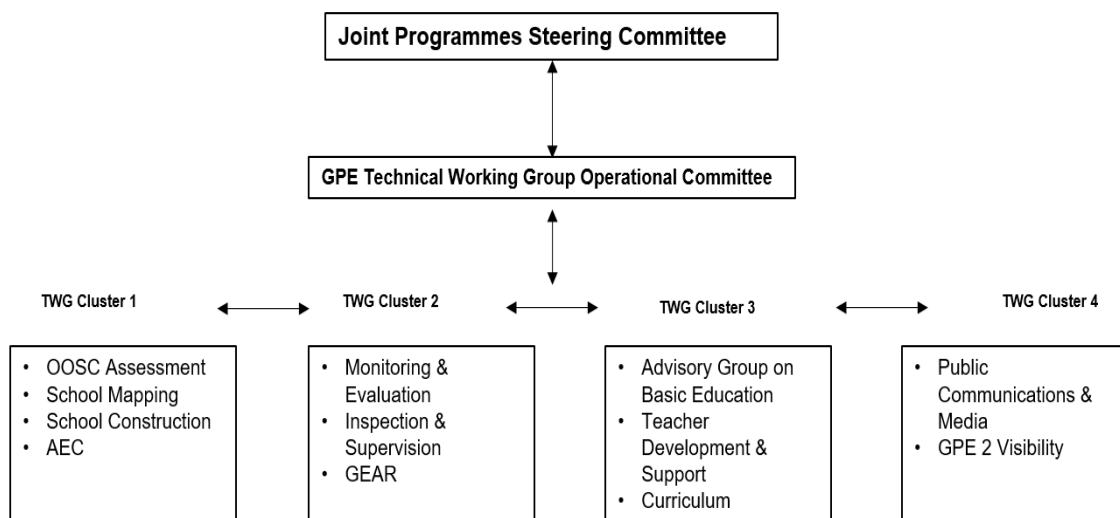 Joint Programmes Steering Committee
GPE Technical Working Group Operational Committee
TWG Cluster 1
TWG Cluster 2
TWG Cluster 3
TWG Cluster 4
• OOSC Assessment
• School Mapping
• School Construction
• AEC
• Monitoring &
Evaluation
• Inspection &
Supervision
• GEAR
• Advisory Group on
Basic Education
• Teacher
Development &
Support
• Curriculum
• Public
Communications &
Media
• GPE 2 Visibility